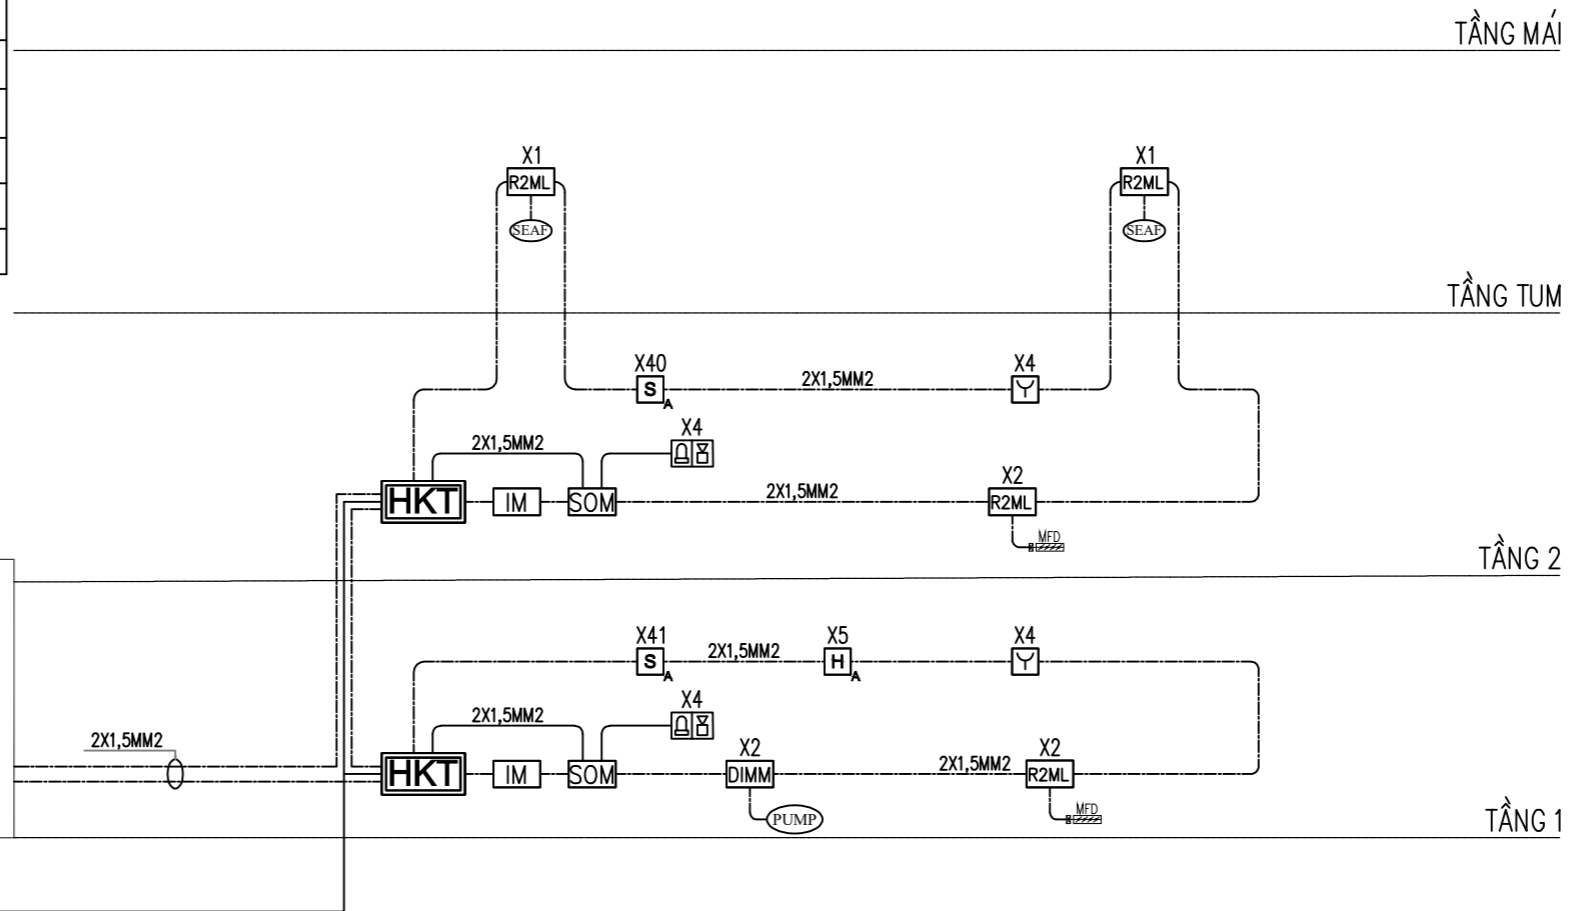 TẦNG MÁI
X1
X1
R2ML
R2ML
SEAF
SEAF
TẦNG TUM
X40
X4
S
A
2X1,5MM2
X4
2X1,5MM2
HKT
IM
SOM
2X1,5MM2
X2
R2ML
MFD
TẦNG 2
X41
X5
X4
S
A
2X1,5MM2
H
A
X4
2X1,5MM2
2X1,5MM2
HKT
IM
SOM
X2
DIMM
2X1,5MM2
X2
R2ML
PUMP
MFD
TẦNG 1